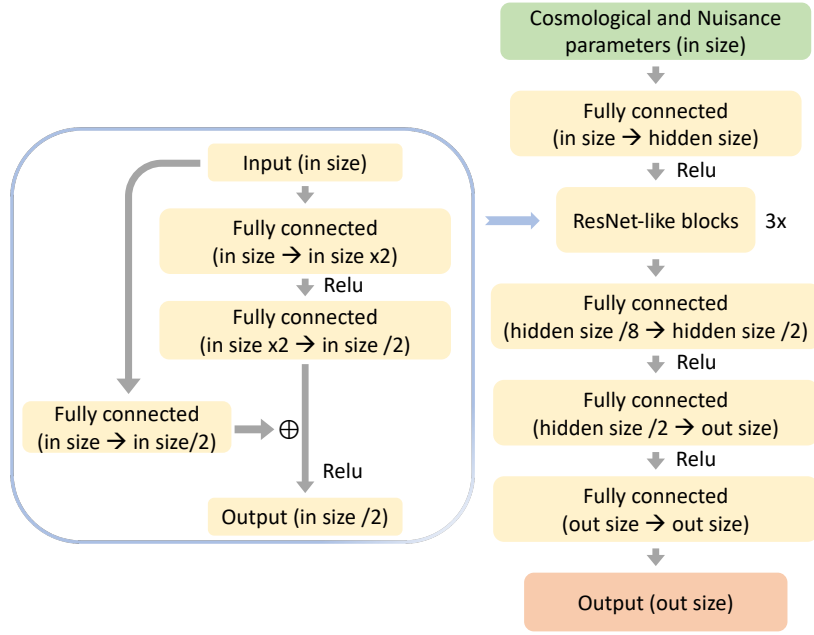 Cosmological and Nuisance
parameters (in size)
Fully connected
(in size → hidden size)
Relu
ResNet-like blocks
3x
Fully connected
(hidden size /8 → hidden size /2)
Relu
Fully connected
(hidden size /2 → out size)
Relu
Fully connected
(out size → out size)
Output (out size)
Input (in size)
Fully connected
(in size → in size x2)
Relu
Fully connected
(in size x2 → in size /2)
Fully connected
(in size → in size/2)
⊕
Relu
Output (in size /2)